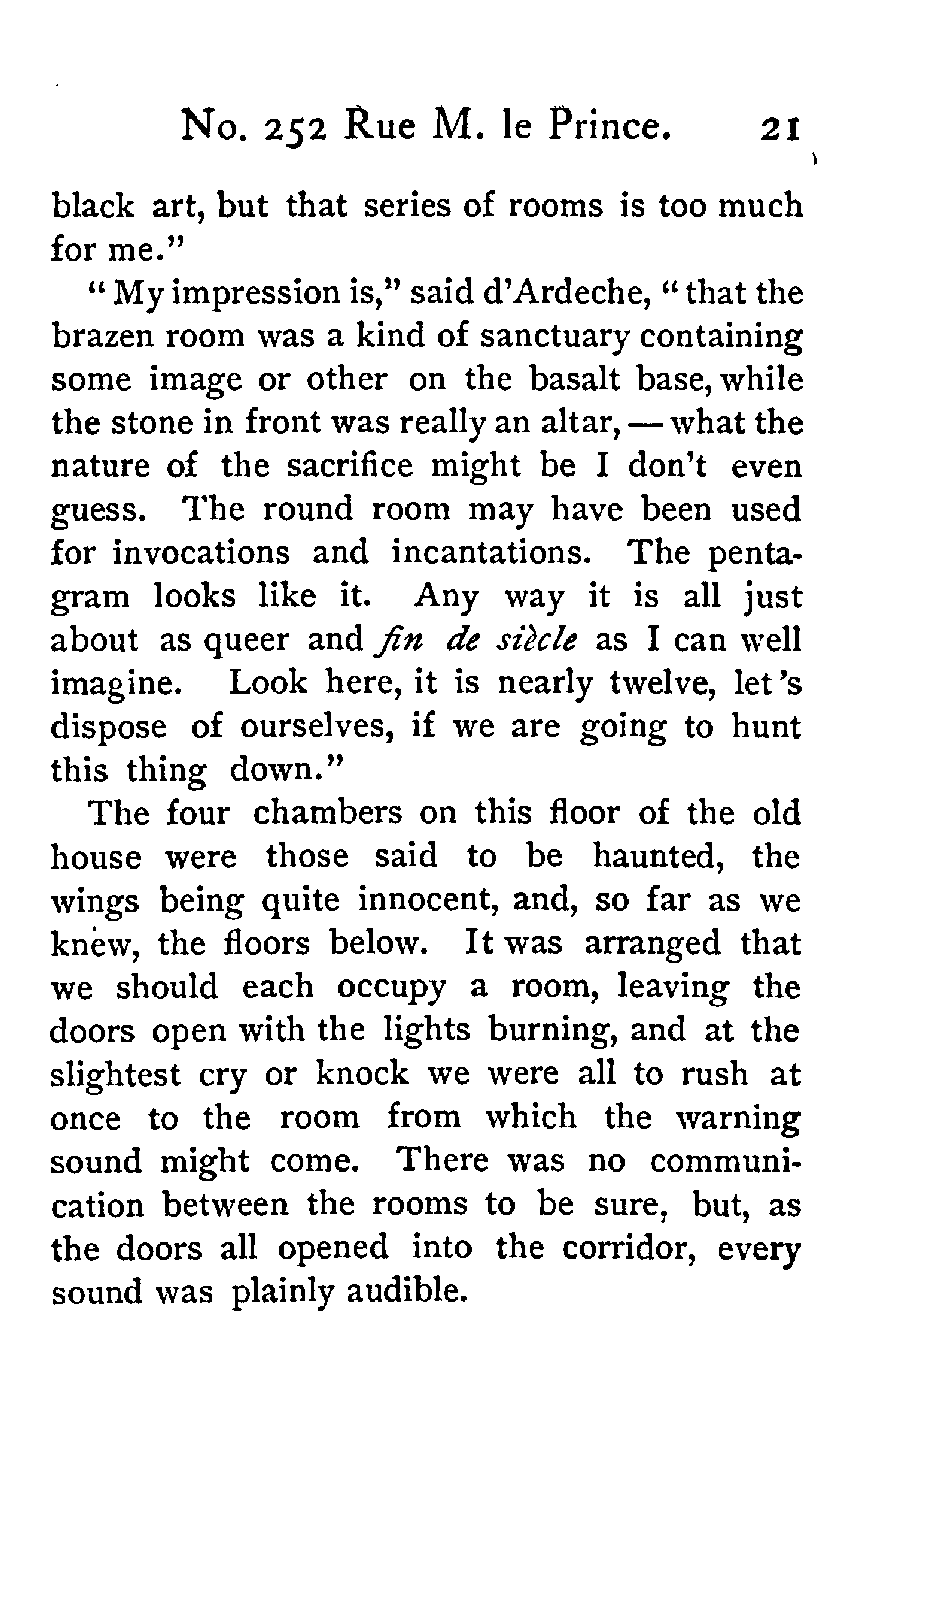 No. 252 Rue M. le Prince. 21
black art, but that series of rooms is too much
for me."
"My impression is," said d'Ardeche, "that the
brazen room was a kind of sanctuary containing
some image or other on the basalt base, while
the stone in front was really an altar, — what the
nature of the sacrifice might be I don't even
guess. The round room may have been used
for invocations and incantations. The penta-
gram looks like it. Any way it is all just
about as queer and fin de siècle as I can well
imagine. Look here, it is nearly twelve, let's
dispose of ourselves, if we are going to hunt
this thing down."
The four chambers on this floor of the old
house were those said to be haunted, the
wings being quite innocent, and, so far as we
knew, the floors below. It was arranged that
we should each occupy a room, leaving the
doors open with the lights burning, and at the
slightest cry or knock we were all to rush at
once to the room from which the warning
sound might come. There was no communi-
cation between the rooms to be sure, but, as
the doors all opened into the corridor, every
sound was plainly audible.